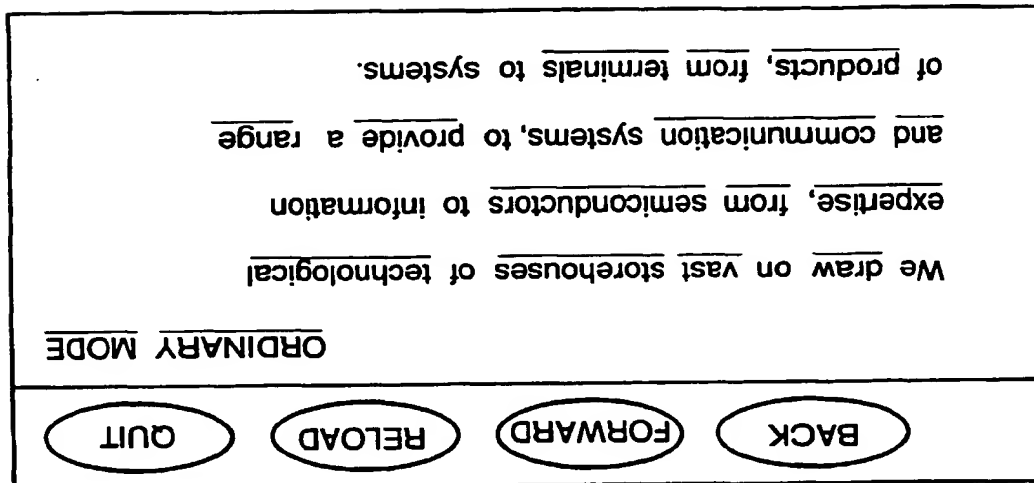 BACK FORWARD RELOAD QUIT
ORDINARY MODE
We draw on vast storehouses of technological
expertise, from semiconductors to information
and communication systems, to provide a range
of products, from terminals to systems.